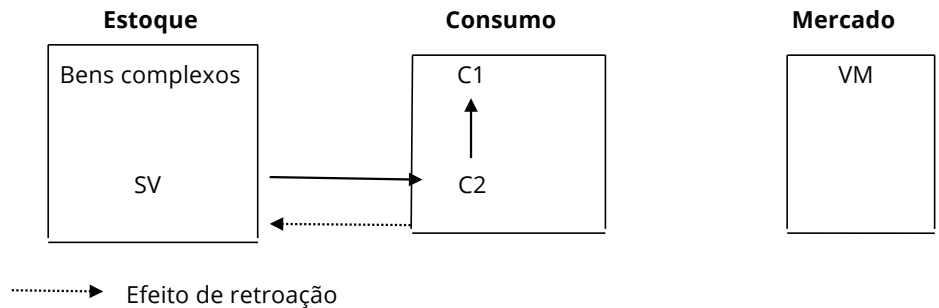 Estoque Consumo Mercado
Bens complexos C1 VM
SV C2
Efeito de retroação